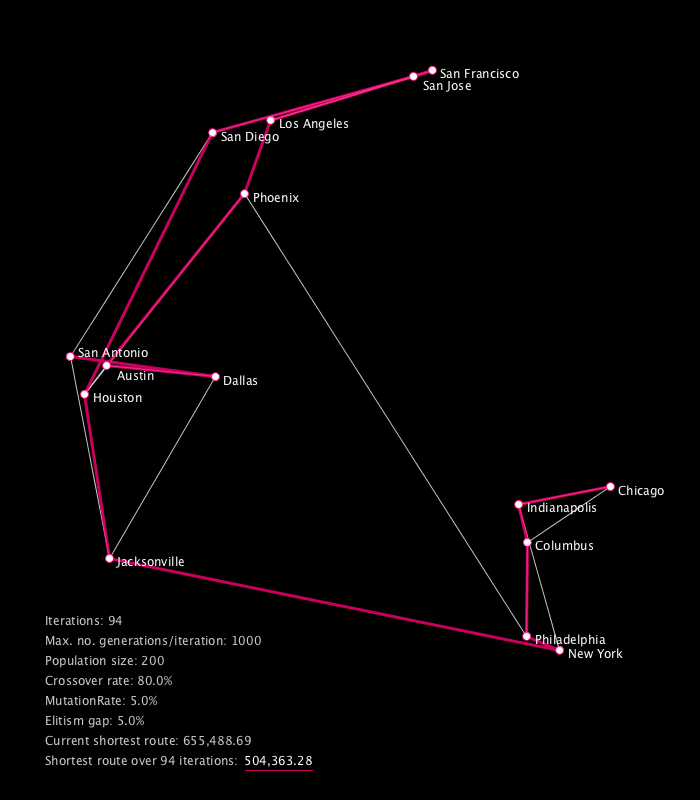 San Francisco
San Jose
Los Angeles
San Diego
Phoenix
San Antonio
Austin
Dallas
Houston
Chicago
Indianapolis
Columbus
Jacksonville
Philadelphia
New York
Iterations: 94
Max. no. generations/iteration: 1000
Population size: 200
Crossover rate: 80.0%
MutationRate: 5.0%
Elitism gap: 5.0%
Current shortest route: 655,488.69
Shortest route over 94 iterations: 504,363.28